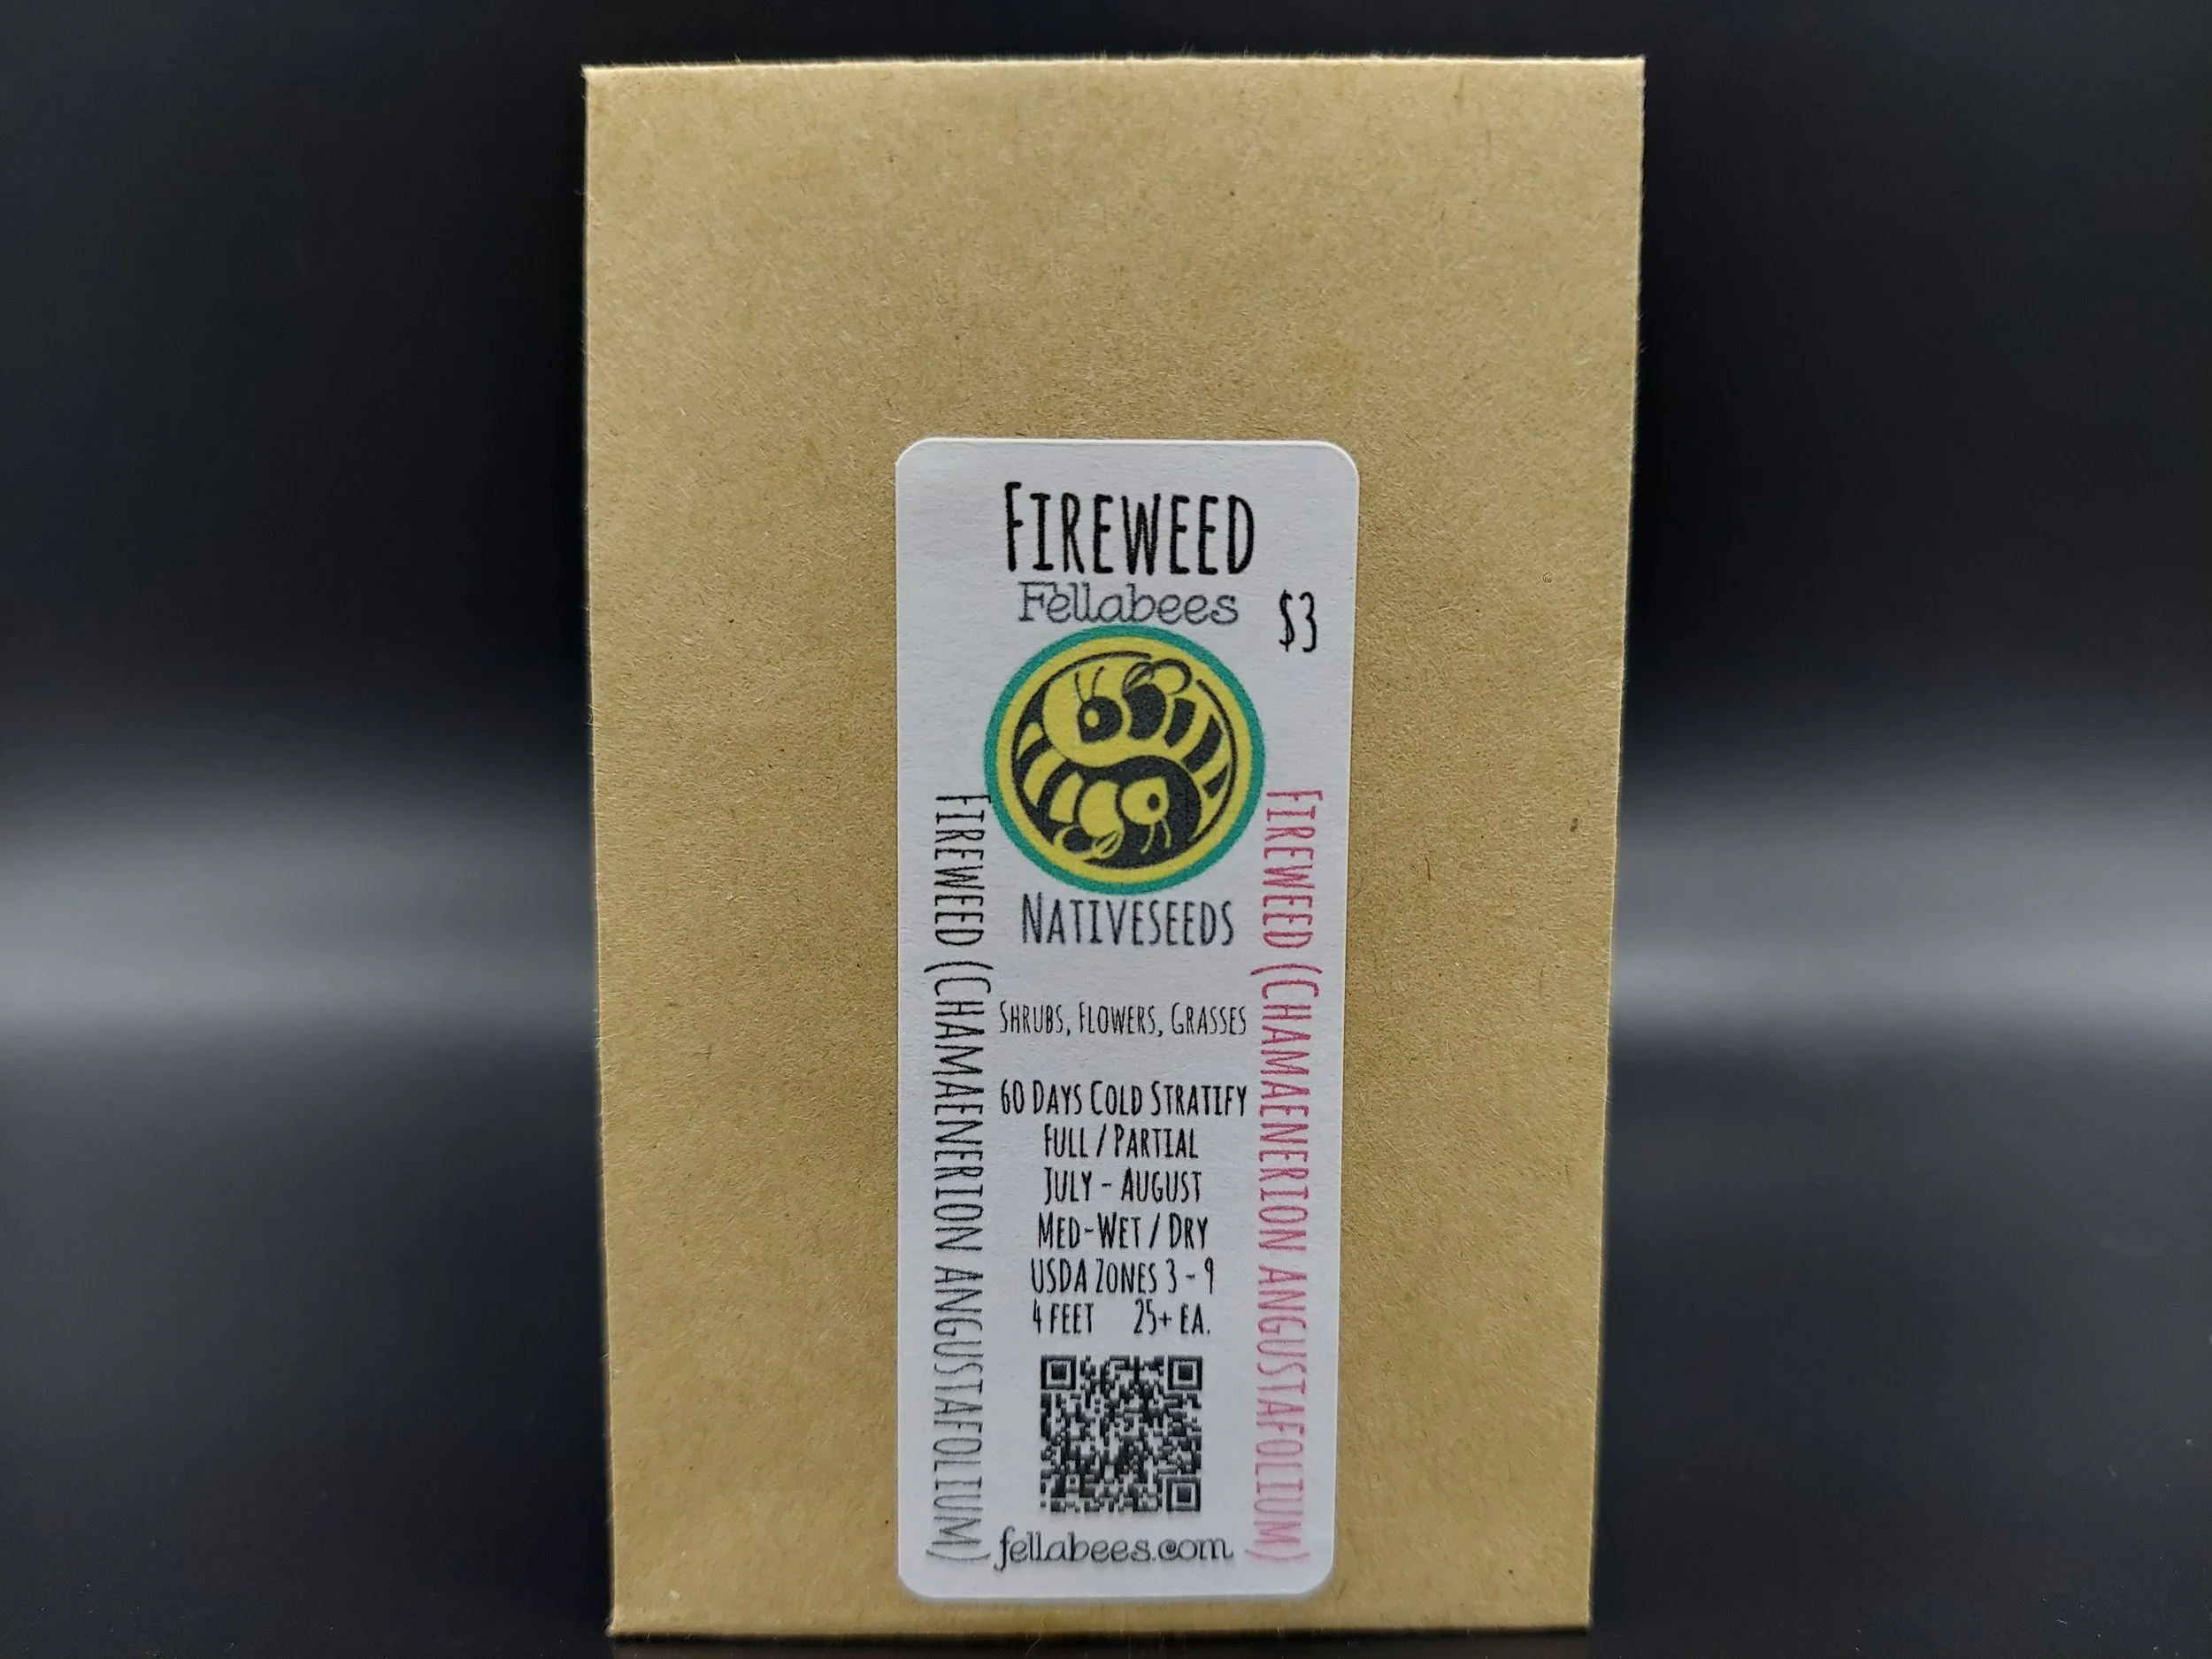 FIREWEED
Fellabees
$3
NATIVESEEDS
SHRUBS, FLOWERS, GRASSES
60 DAYS COLD STRATIFY
FULL / PARTIAL
JULY - AUGUST
MED-WET / DRY
USDA ZONES 3 - 9
4 FEET 25+ EA.
fellabees.com
FIREWEED (CHAMAENERION ANGUSTAFOLIUM)
FIREWEED (CHAMAENERION ANGUSTAFOLIUM)